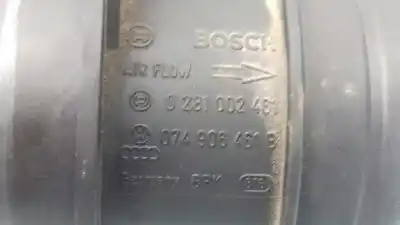 BOSCH
AIR FLOW
0 281 002 461
074 906 461 B
Germany